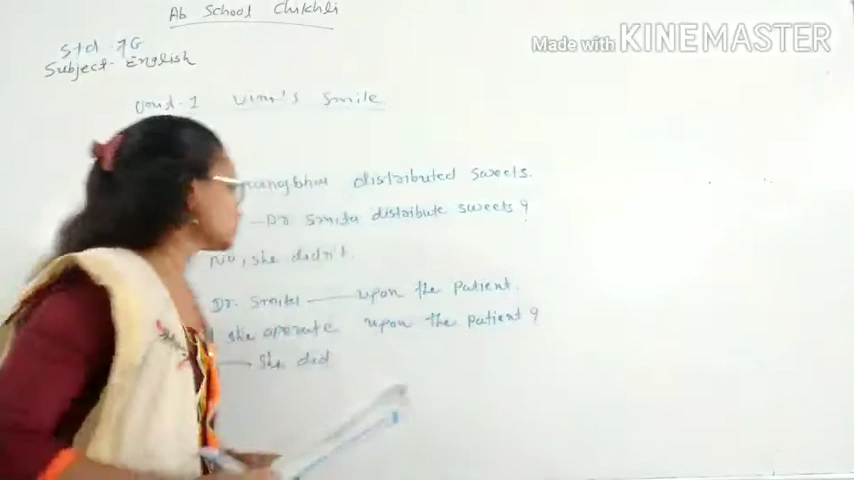 Ab School Chikhli
Made with KINEMASTER
Std 7G
Subject- English
Unit-1 Vini's Smile
distributed sweets.
—Dr Smita distribute sweets?
No, she didn't.
Dr. Smita ——— upon the patient.
she operate upon the patient?
—— She did